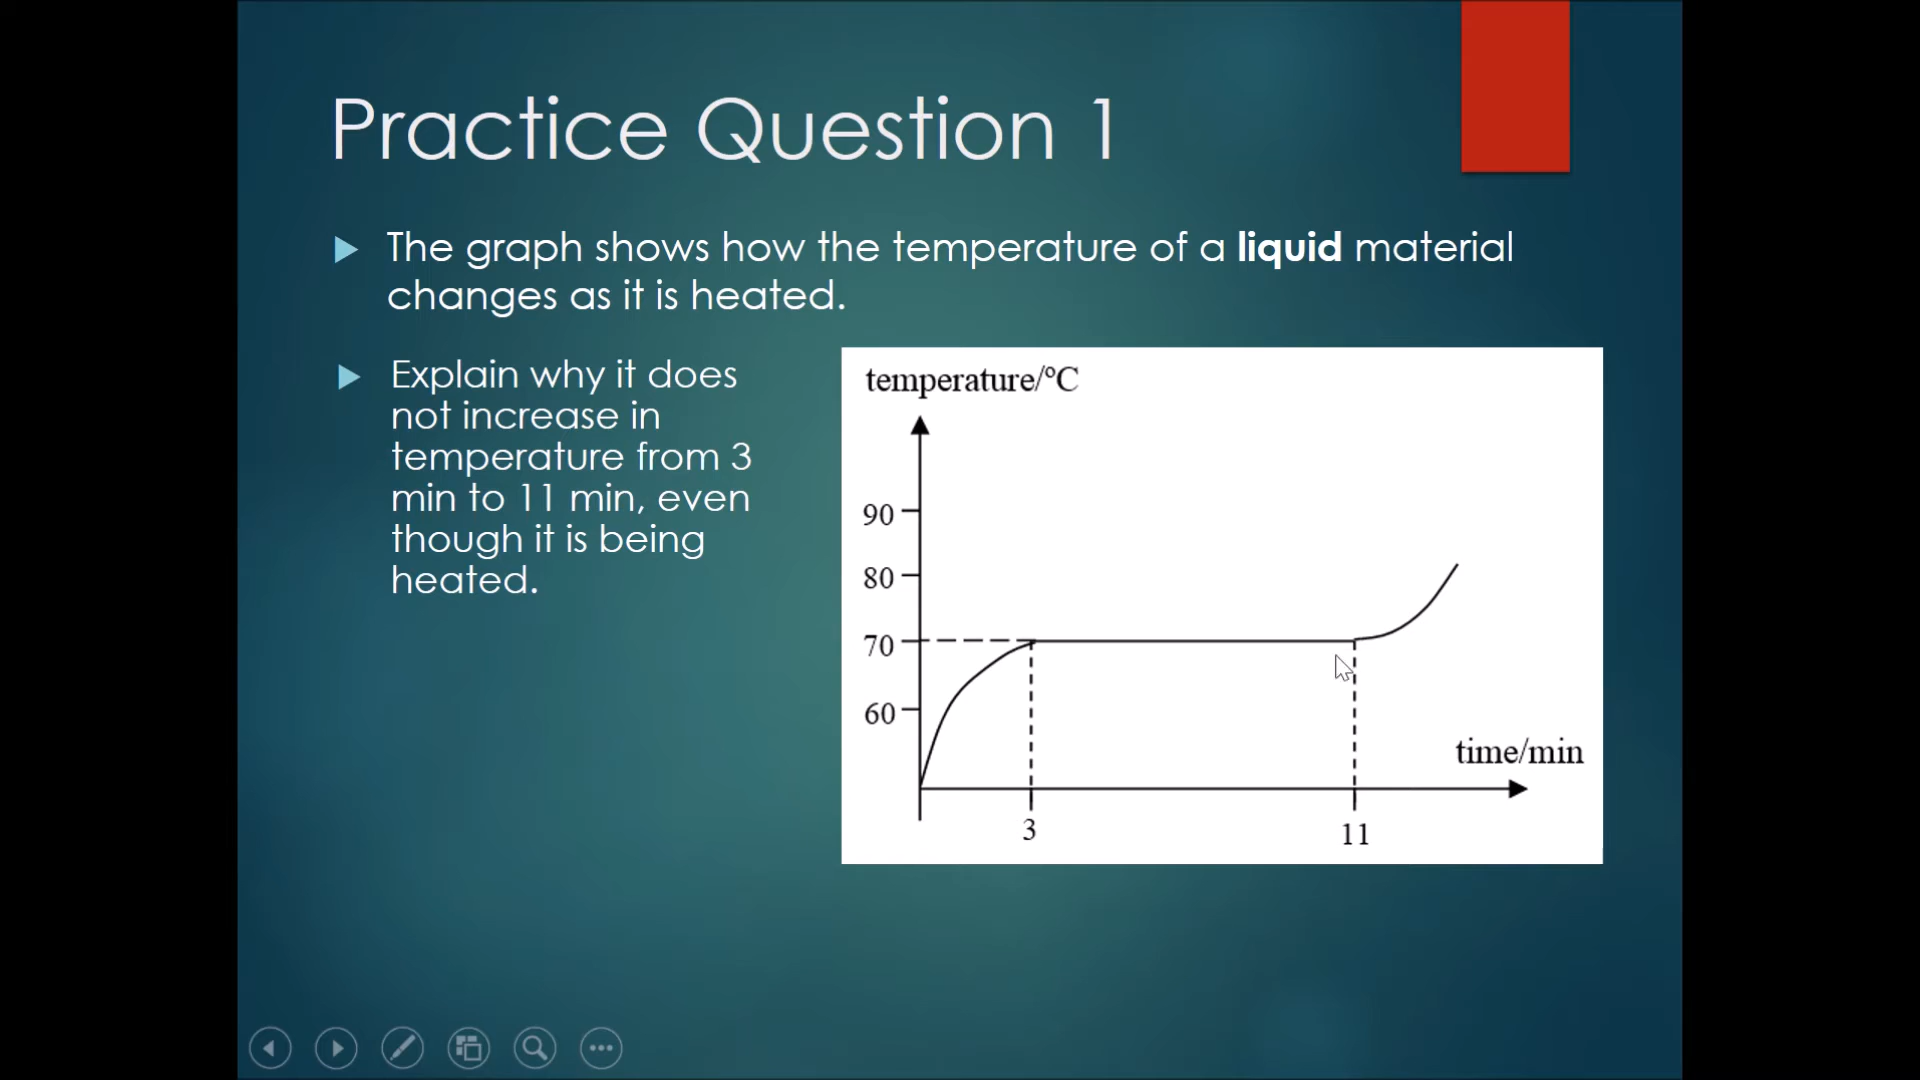 Practice Question 1
The graph shows how the temperature of a liquid material
changes as it is heated.
Explain why it does
not increase in
temperature from 3
min to 11 min, even
though it is being
heated.
temperature/°C
90
80
70
60
time/min
3
11